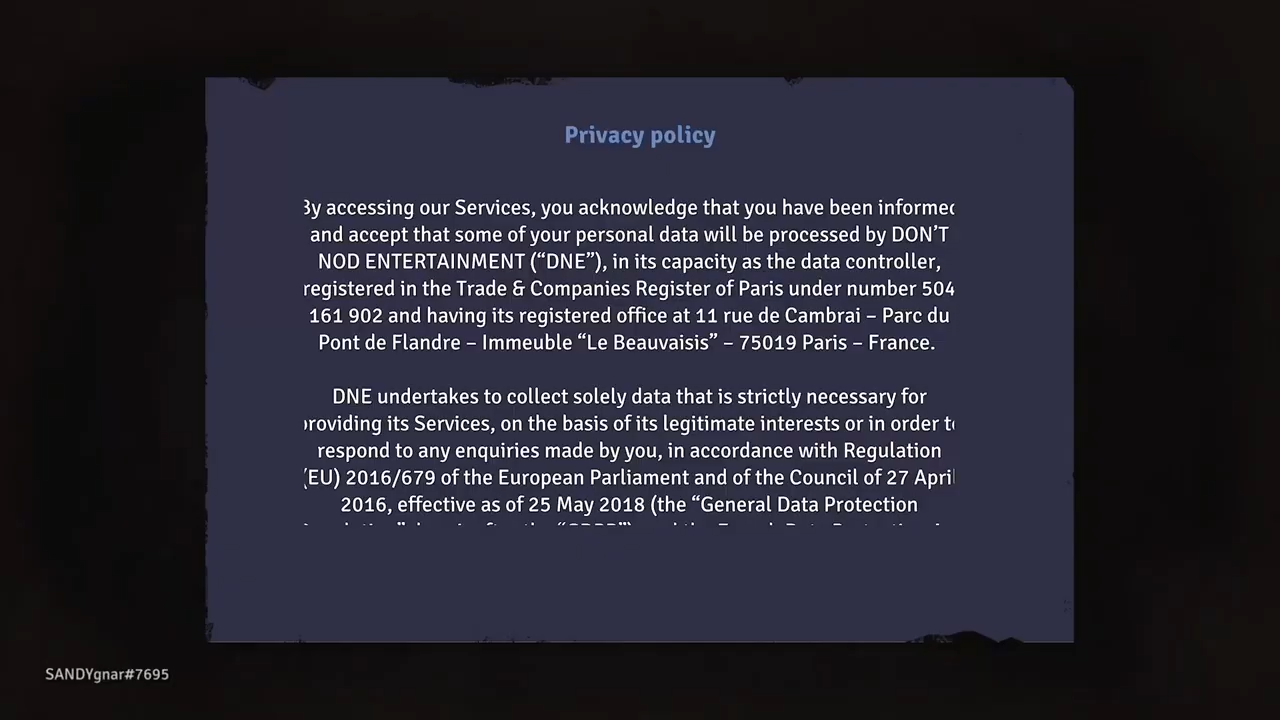 Privacy policy
By accessing our Services, you acknowledge that you have been informed
and accept that some of your personal data will be processed by DON'T
NOD ENTERTAINMENT (“DNE”), in its capacity as the data controller,
registered in the Trade & Companies Register of Paris under number 504
161 902 and having its registered office at 11 rue de Cambrai – Parc du
Pont de Flandre – Immeuble “Le Beauvaisis” – 75019 Paris – France.
DNE undertakes to collect solely data that is strictly necessary for
providing its Services, on the basis of its legitimate interests or in order to
respond to any enquiries made by you, in accordance with Regulation
(EU) 2016/679 of the European Parliament and of the Council of 27 April
2016, effective as of 25 May 2018 (the “General Data Protection
SANDYgnar#7695